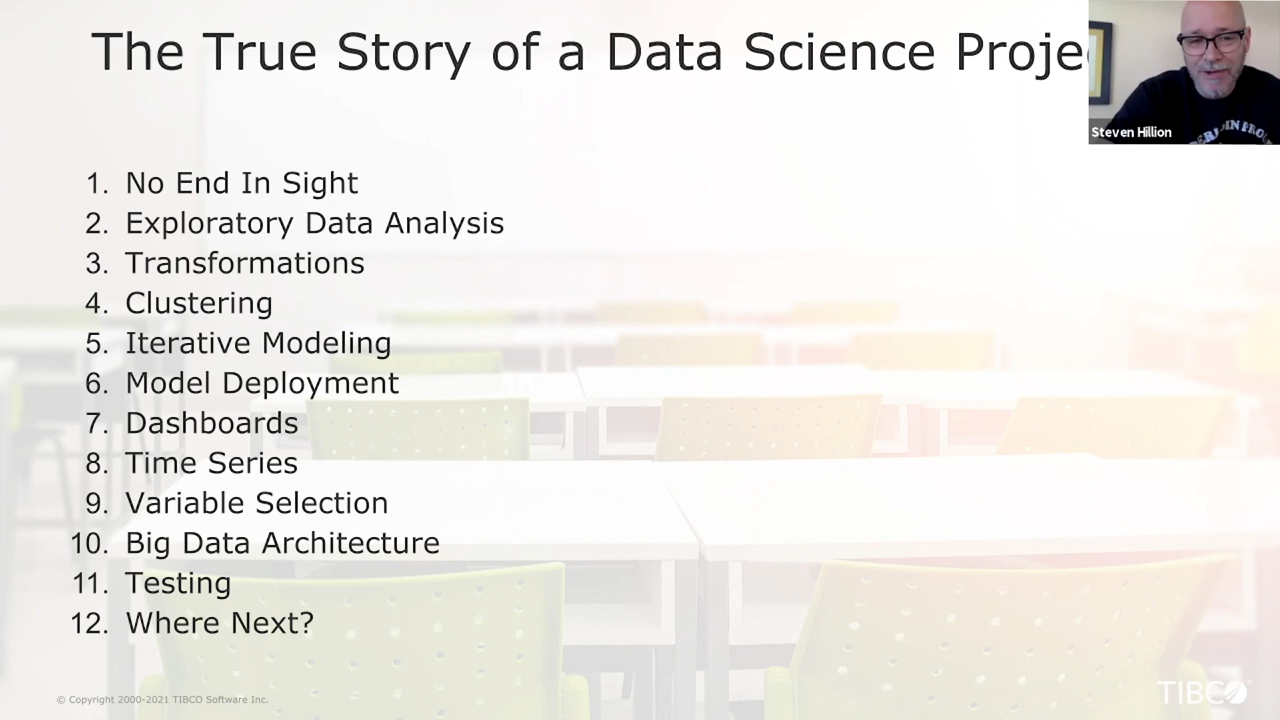 The True Story of a Data Science Proje
Steven Hillion
1. No End In Sight
2. Exploratory Data Analysis
3. Transformations
4. Clustering
5. Iterative Modeling
6. Model Deployment
7. Dashboards
8. Time Series
9. Variable Selection
10. Big Data Architecture
11. Testing
12. Where Next?
© Copyright 2000-2021 TIBCO Software Inc.
TIBCO